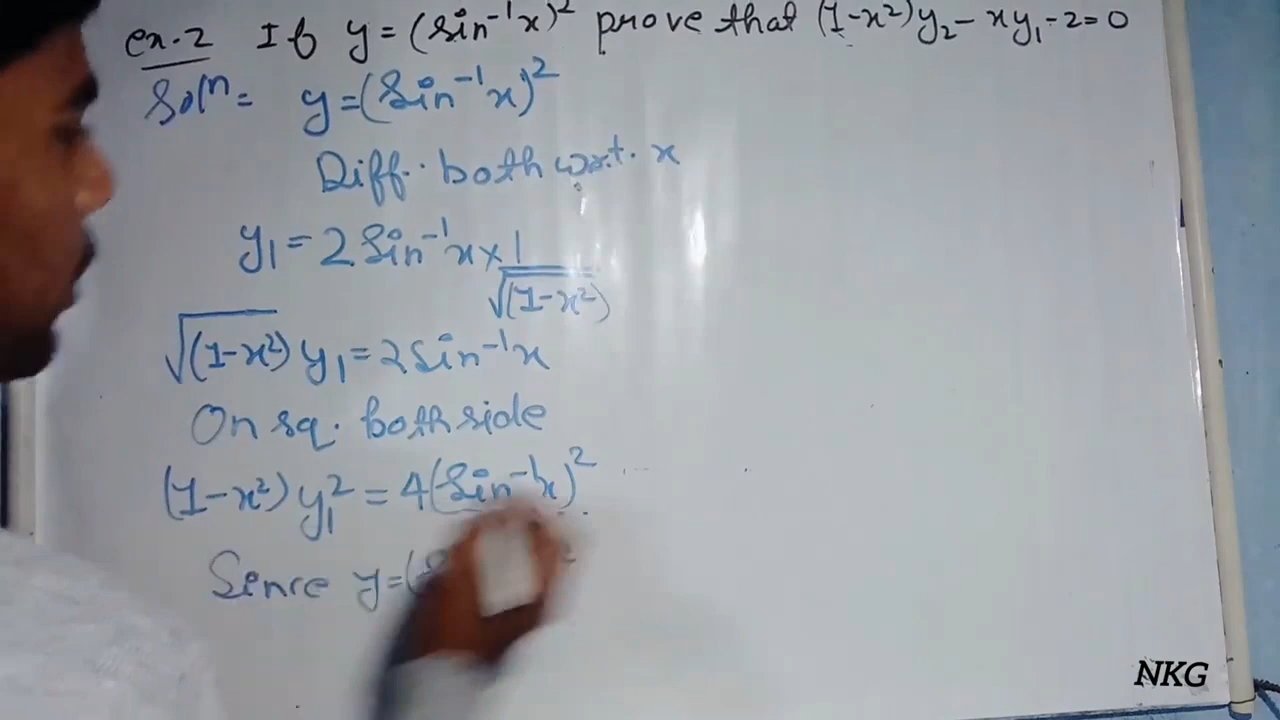 ex.2 If y = (sin⁻¹x)² prove that (1-x²)y₂ - xy₁ - 2 = 0
Solⁿ = y = (Sin⁻¹x)²
Diff. both w.r.t. x
y₁ = 2 Sin⁻¹x × 1/√(1-x²)
√(1-x²) y₁ = 2 Sin⁻¹x
On sq. both side
(1-x²) y₁² = 4(Sin⁻¹x)²
Sence y = (
NKG